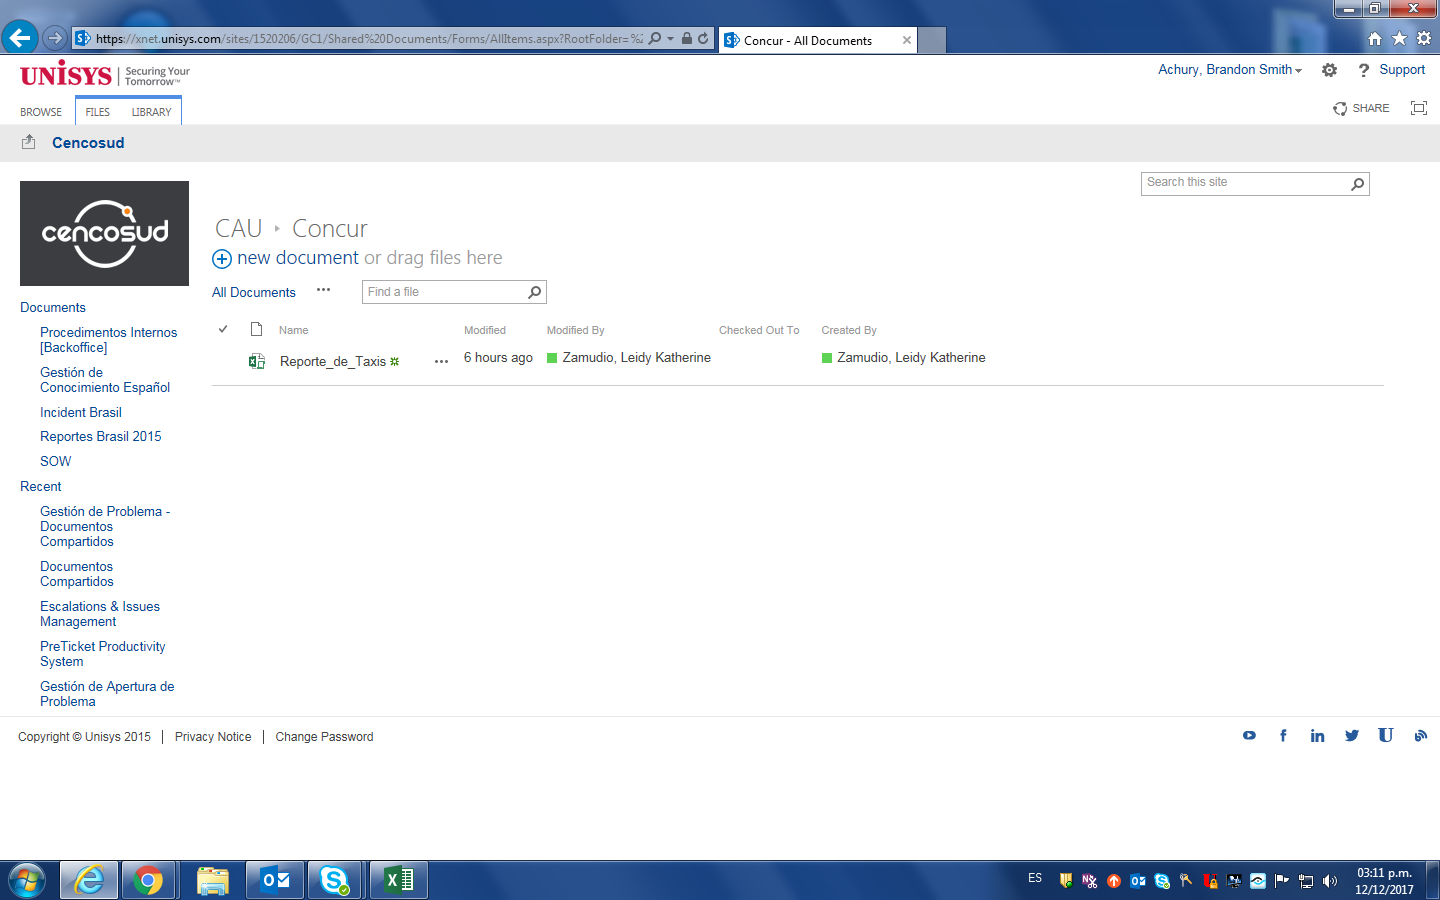 https://xnet.unisys.com/sites/1520206/GC1/Shared%20Documents/Forms/AllItems.aspx?RootFolder=%2
Concur - All Documents
UNISYS | Securing Your Tomorrow™
Achury, Brandon Smith
? Support
BROWSE
FILES
LIBRARY
SHARE
Cencosud
Search this site
cencosud
CAU ▸ Concur
new document or drag files here
All Documents
...
Find a file
Name
Modified
Modified By
Checked Out To
Created By
Reporte_de_Taxis
...
6 hours ago
Zamudio, Leidy Katherine
Zamudio, Leidy Katherine
Documents
Procedimentos Internos
[Backoffice]
Gestión de
Conocimiento Español
Incident Brasil
Reportes Brasil 2015
SOW
Recent
Gestión de Problema -
Documentos
Compartidos
Documentos
Compartidos
Escalations & Issues
Management
PreTicket Productivity
System
Gestión de Apertura de
Problema
Copyright © Unisys 2015 | Privacy Notice | Change Password
ES
03:11 p.m.
12/12/2017